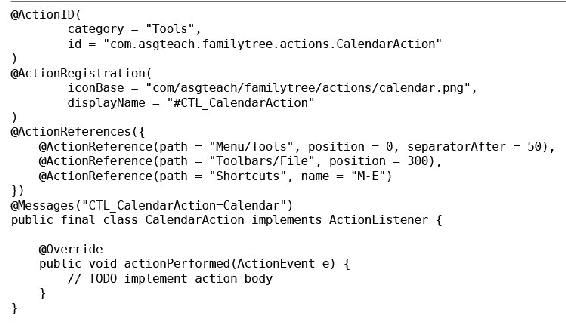 @ActionID(
        category = "Tools",
        id = "com.asgteach.familytree.actions.CalendarAction"
)
@ActionRegistration(
        iconBase = "com/asgteach/familytree/actions/calendar.png",
        displayName = "#CTL_CalendarAction"
)
@ActionReferences({
    @ActionReference(path = "Menu/Tools", position = 0, separatorAfter = 50),
    @ActionReference(path = "Toolbars/File", position = 300),
    @ActionReference(path = "Shortcuts", name = "M-E")
})
@Messages("CTL_CalendarAction=Calendar")
public final class CalendarAction implements ActionListener {

    @Override
    public void actionPerformed(ActionEvent e) {
        // TODO implement action body
    }
}